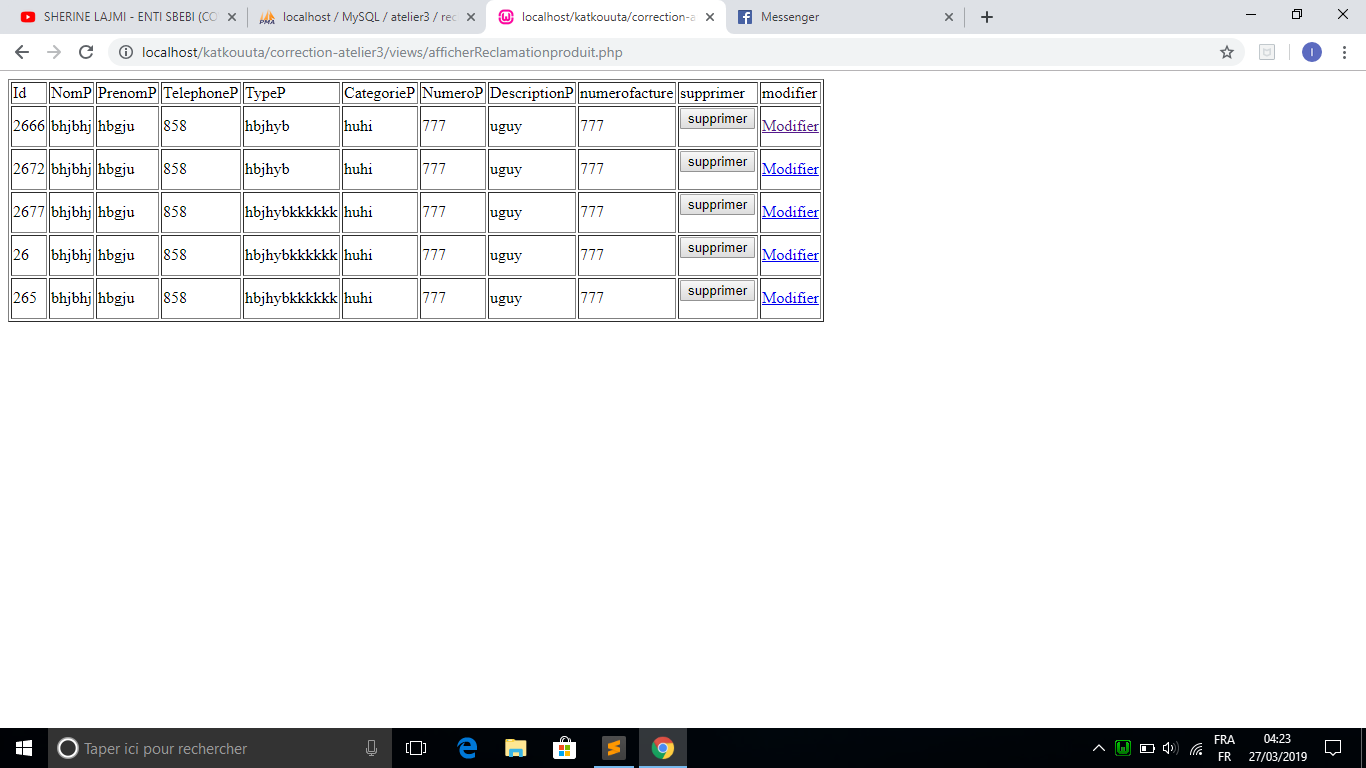 SHERINE LAJMI - ENTI SBEBI (CO
localhost / MySQL / atelier3 / rec
localhost/katkouuta/correction-a
Messenger
localhost/katkouuta/correction-atelier3/views/afficherReclamationproduit.php
I
Id NomP PrenomP TelephoneP TypeP CategorieP NumeroP DescriptionP numerofacture supprimer modifier
2666 bhjbhj hbgju 858 hbjhyb huhi 777 uguy 777 supprimer Modifier
2672 bhjbhj hbgju 858 hbjhyb huhi 777 uguy 777 supprimer Modifier
2677 bhjbhj hbgju 858 hbjhybkkkkkk huhi 777 uguy 777 supprimer Modifier
26 bhjbhj hbgju 858 hbjhybkkkkkk huhi 777 uguy 777 supprimer Modifier
265 bhjbhj hbgju 858 hbjhybkkkkkk huhi 777 uguy 777 supprimer Modifier
Taper ici pour rechercher
FRA
FR
04:23
27/03/2019